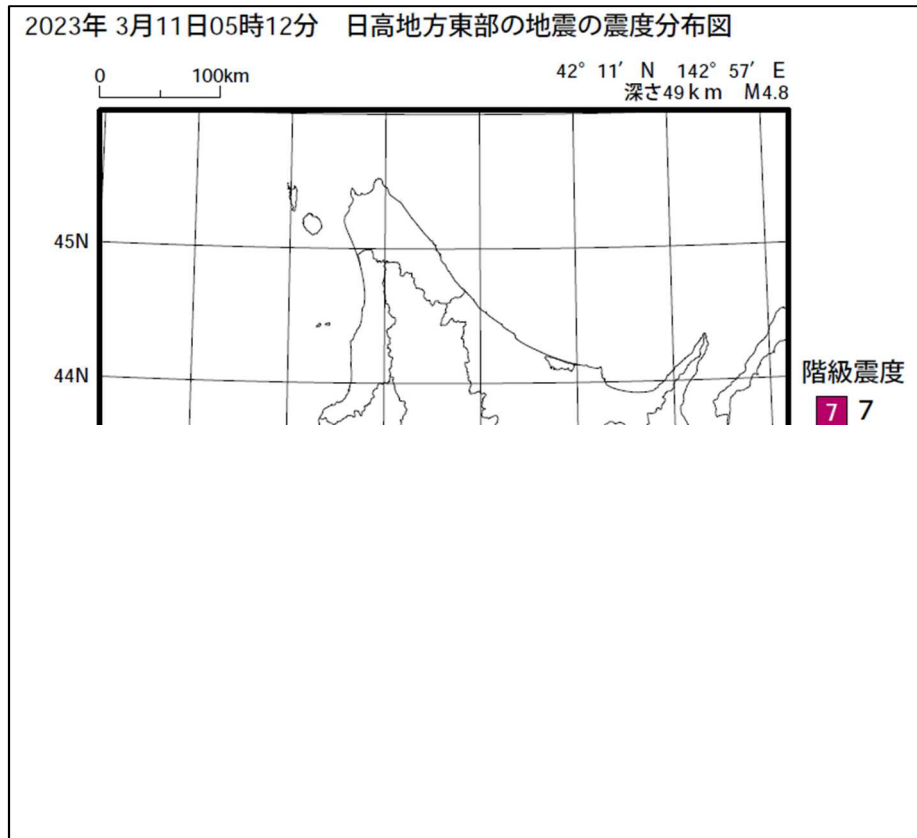 2023年 3月11日05時12分　日高地方東部の地震の震度分布図
0 100km
42° 11′ N 142° 57′ E
深さ49ｋｍ M4.8
45N
44N
階級震度
7 7